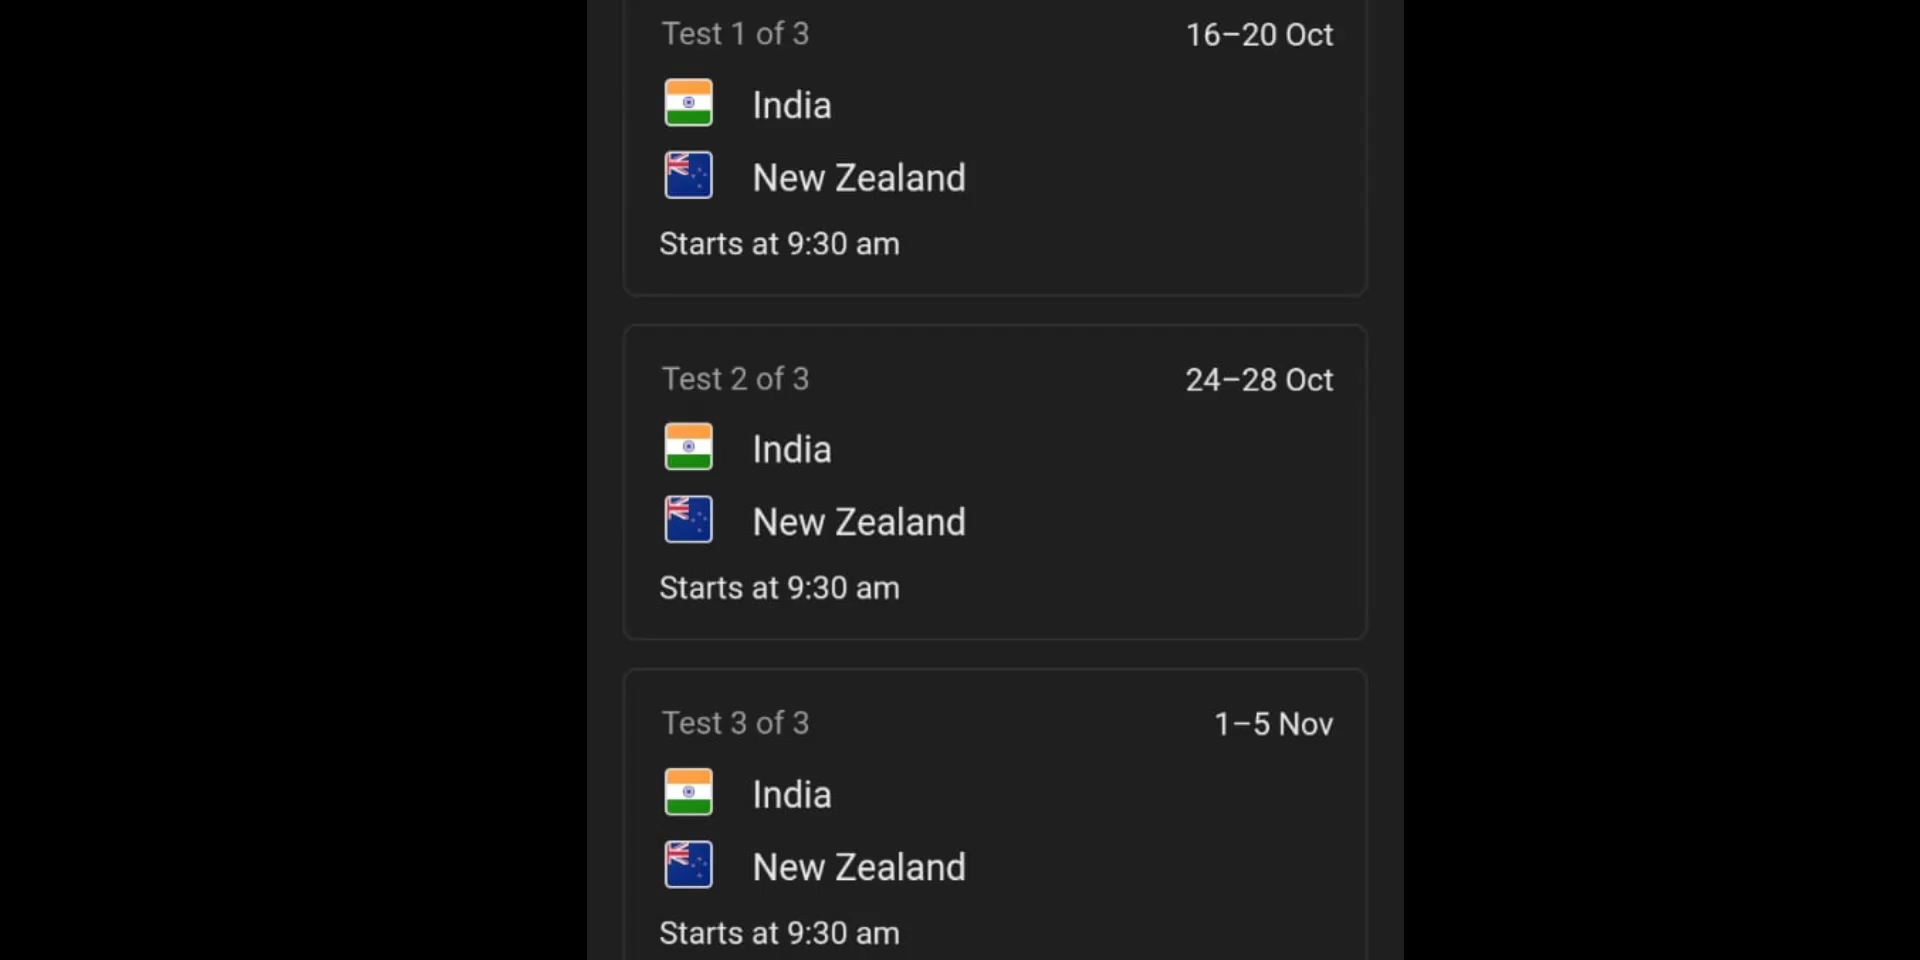 Test 1 of 3 16–20 Oct
India
New Zealand
Starts at 9:30 am
Test 2 of 3 24–28 Oct
India
New Zealand
Starts at 9:30 am
Test 3 of 3 1–5 Nov
India
New Zealand
Starts at 9:30 am